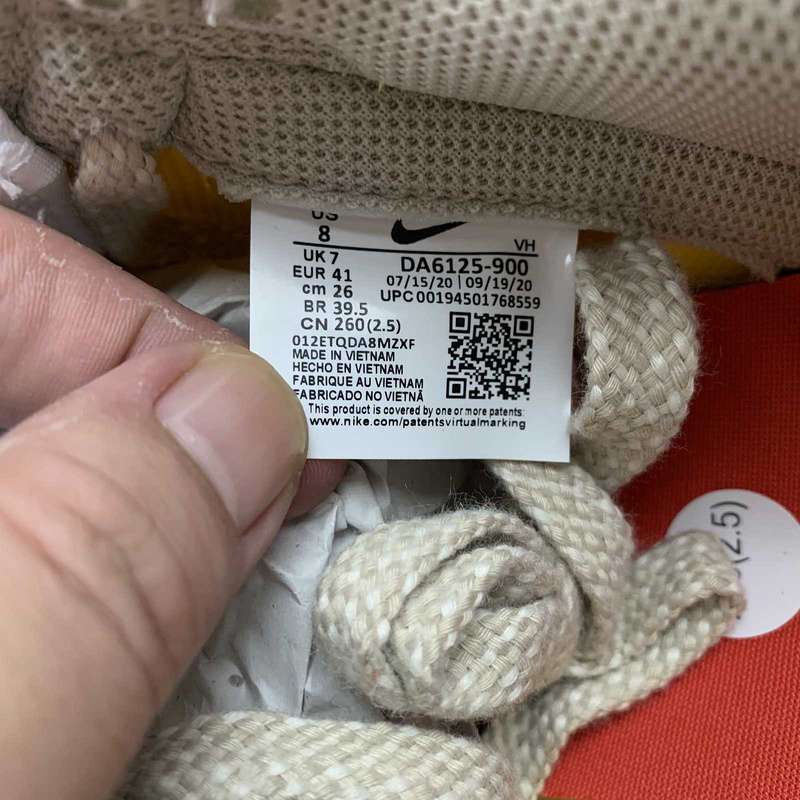 US
8
VH
UK 7
EUR 41
cm 26
BR 39.5
CN 260 (2.5)
DA6125-900
07/15/20 | 09/19/20
UPC 00194501768559
012ETQDA8MZXF
MADE IN VIETNAM
HECHO EN VIETNAM
FABRIQUE AU VIETNAM
FABRICADO NO VIETNÃ
This product is covered by one or more patents:
www.nike.com/patentsvirtualmarking
(2.5)